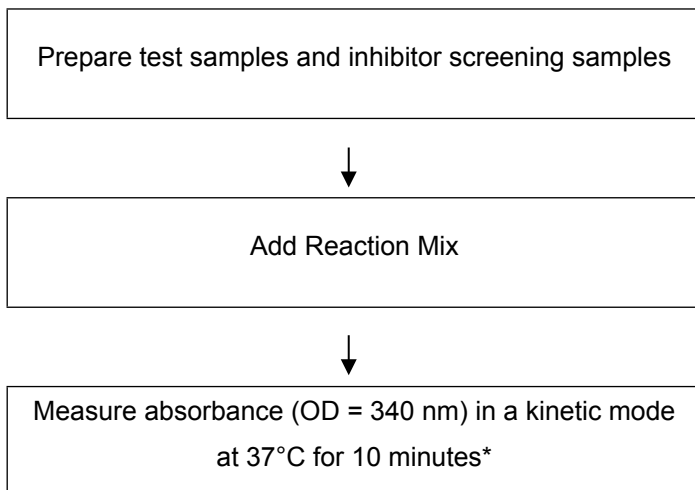 Prepare test samples and inhibitor screening samples
Add Reaction Mix
Measure absorbance (OD = 340 nm) in a kinetic mode
at 37°C for 10 minutes*